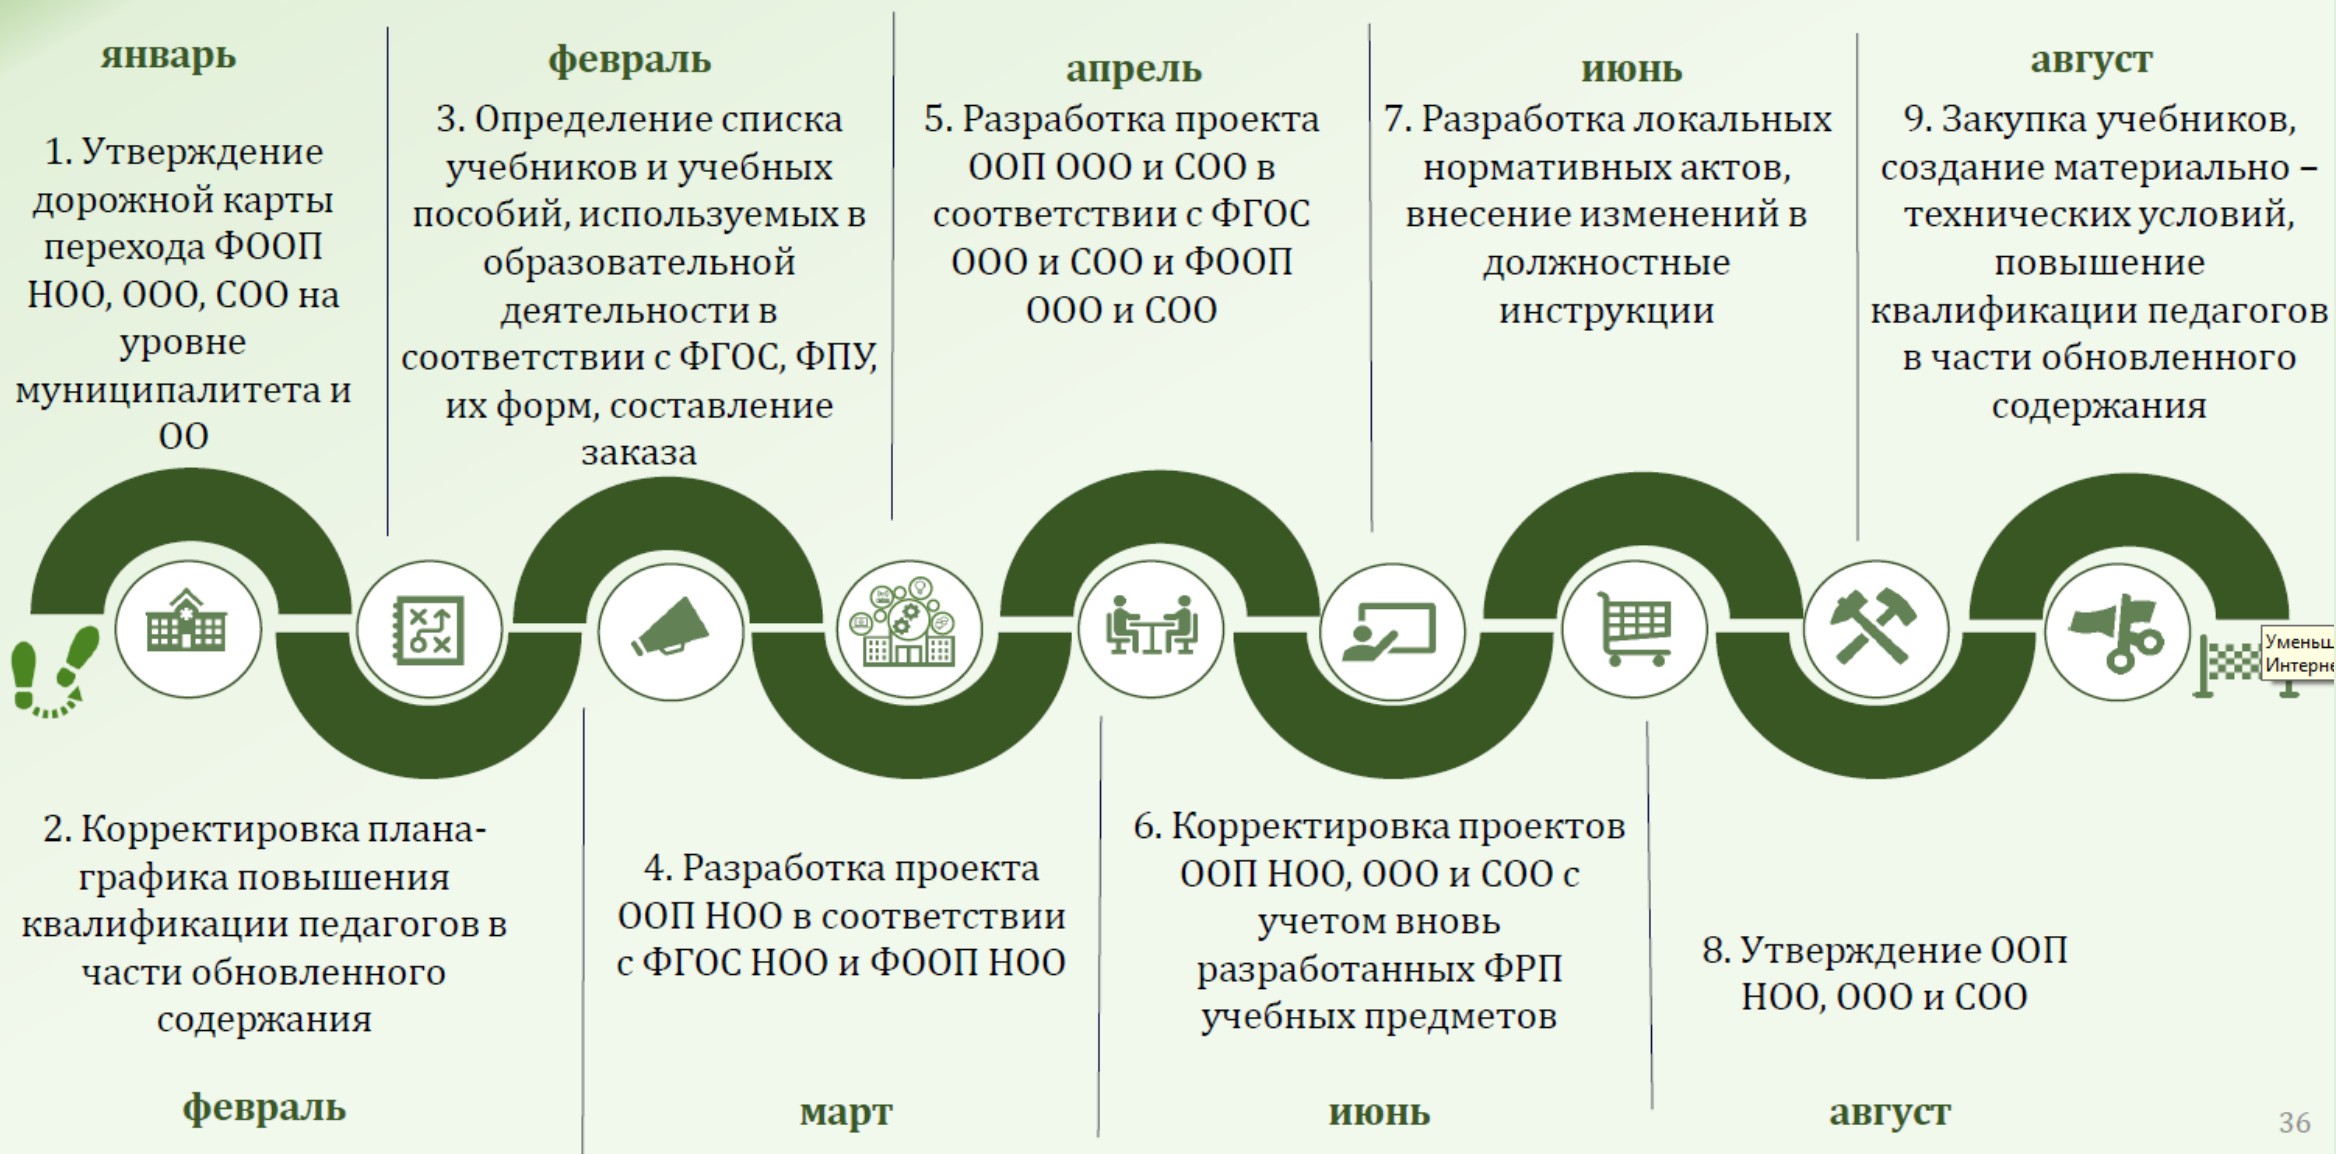 январь
1. Утверждение
дорожной карты
перехода ФООП
НОО, ООО, СОО на
уровне
муниципалитета и
ОО
февраль
3. Определение списка
учебников и учебных
пособий, используемых в
образовательной
деятельности в
соответствии с ФГОС, ФПУ,
их форм, составление
заказа
апрель
5. Разработка проекта
ООП ООО и СОО в
соответствии с ФГОС
ООО и СОО и ФООП
ООО и СОО
июнь
7. Разработка локальных
нормативных актов,
внесение изменений в
должностные
инструкции
август
9. Закупка учебников,
создание материально –
технических условий,
повышение
квалификации педагогов
в части обновленного
содержания
Уменьш
Интерне
2. Корректировка плана-
графика повышения
квалификации педагогов в
части обновленного
содержания
февраль
4. Разработка проекта
ООП НОО в соответствии
с ФГОС НОО и ФООП НОО
март
6. Корректировка проектов
ООП НОО, ООО и СОО с
учетом вновь
разработанных ФРП
учебных предметов
июнь
8. Утверждение ООП
НОО, ООО и СОО
август
36